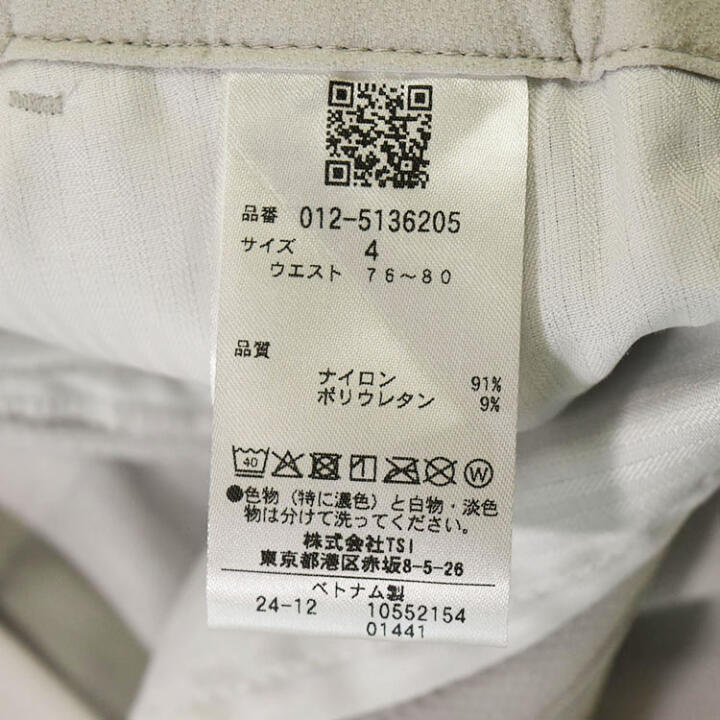 品番 012-5136205
サイズ 4
ウエスト 76～80
品質
ナイロン 91%
ポリウレタン 9%
40 W
●色物（特に濃色）と白物・淡色
物は分けて洗ってください。
株式会社TSI
東京都港区赤坂8-5-26
ベトナム製
24-12 10552154
01441